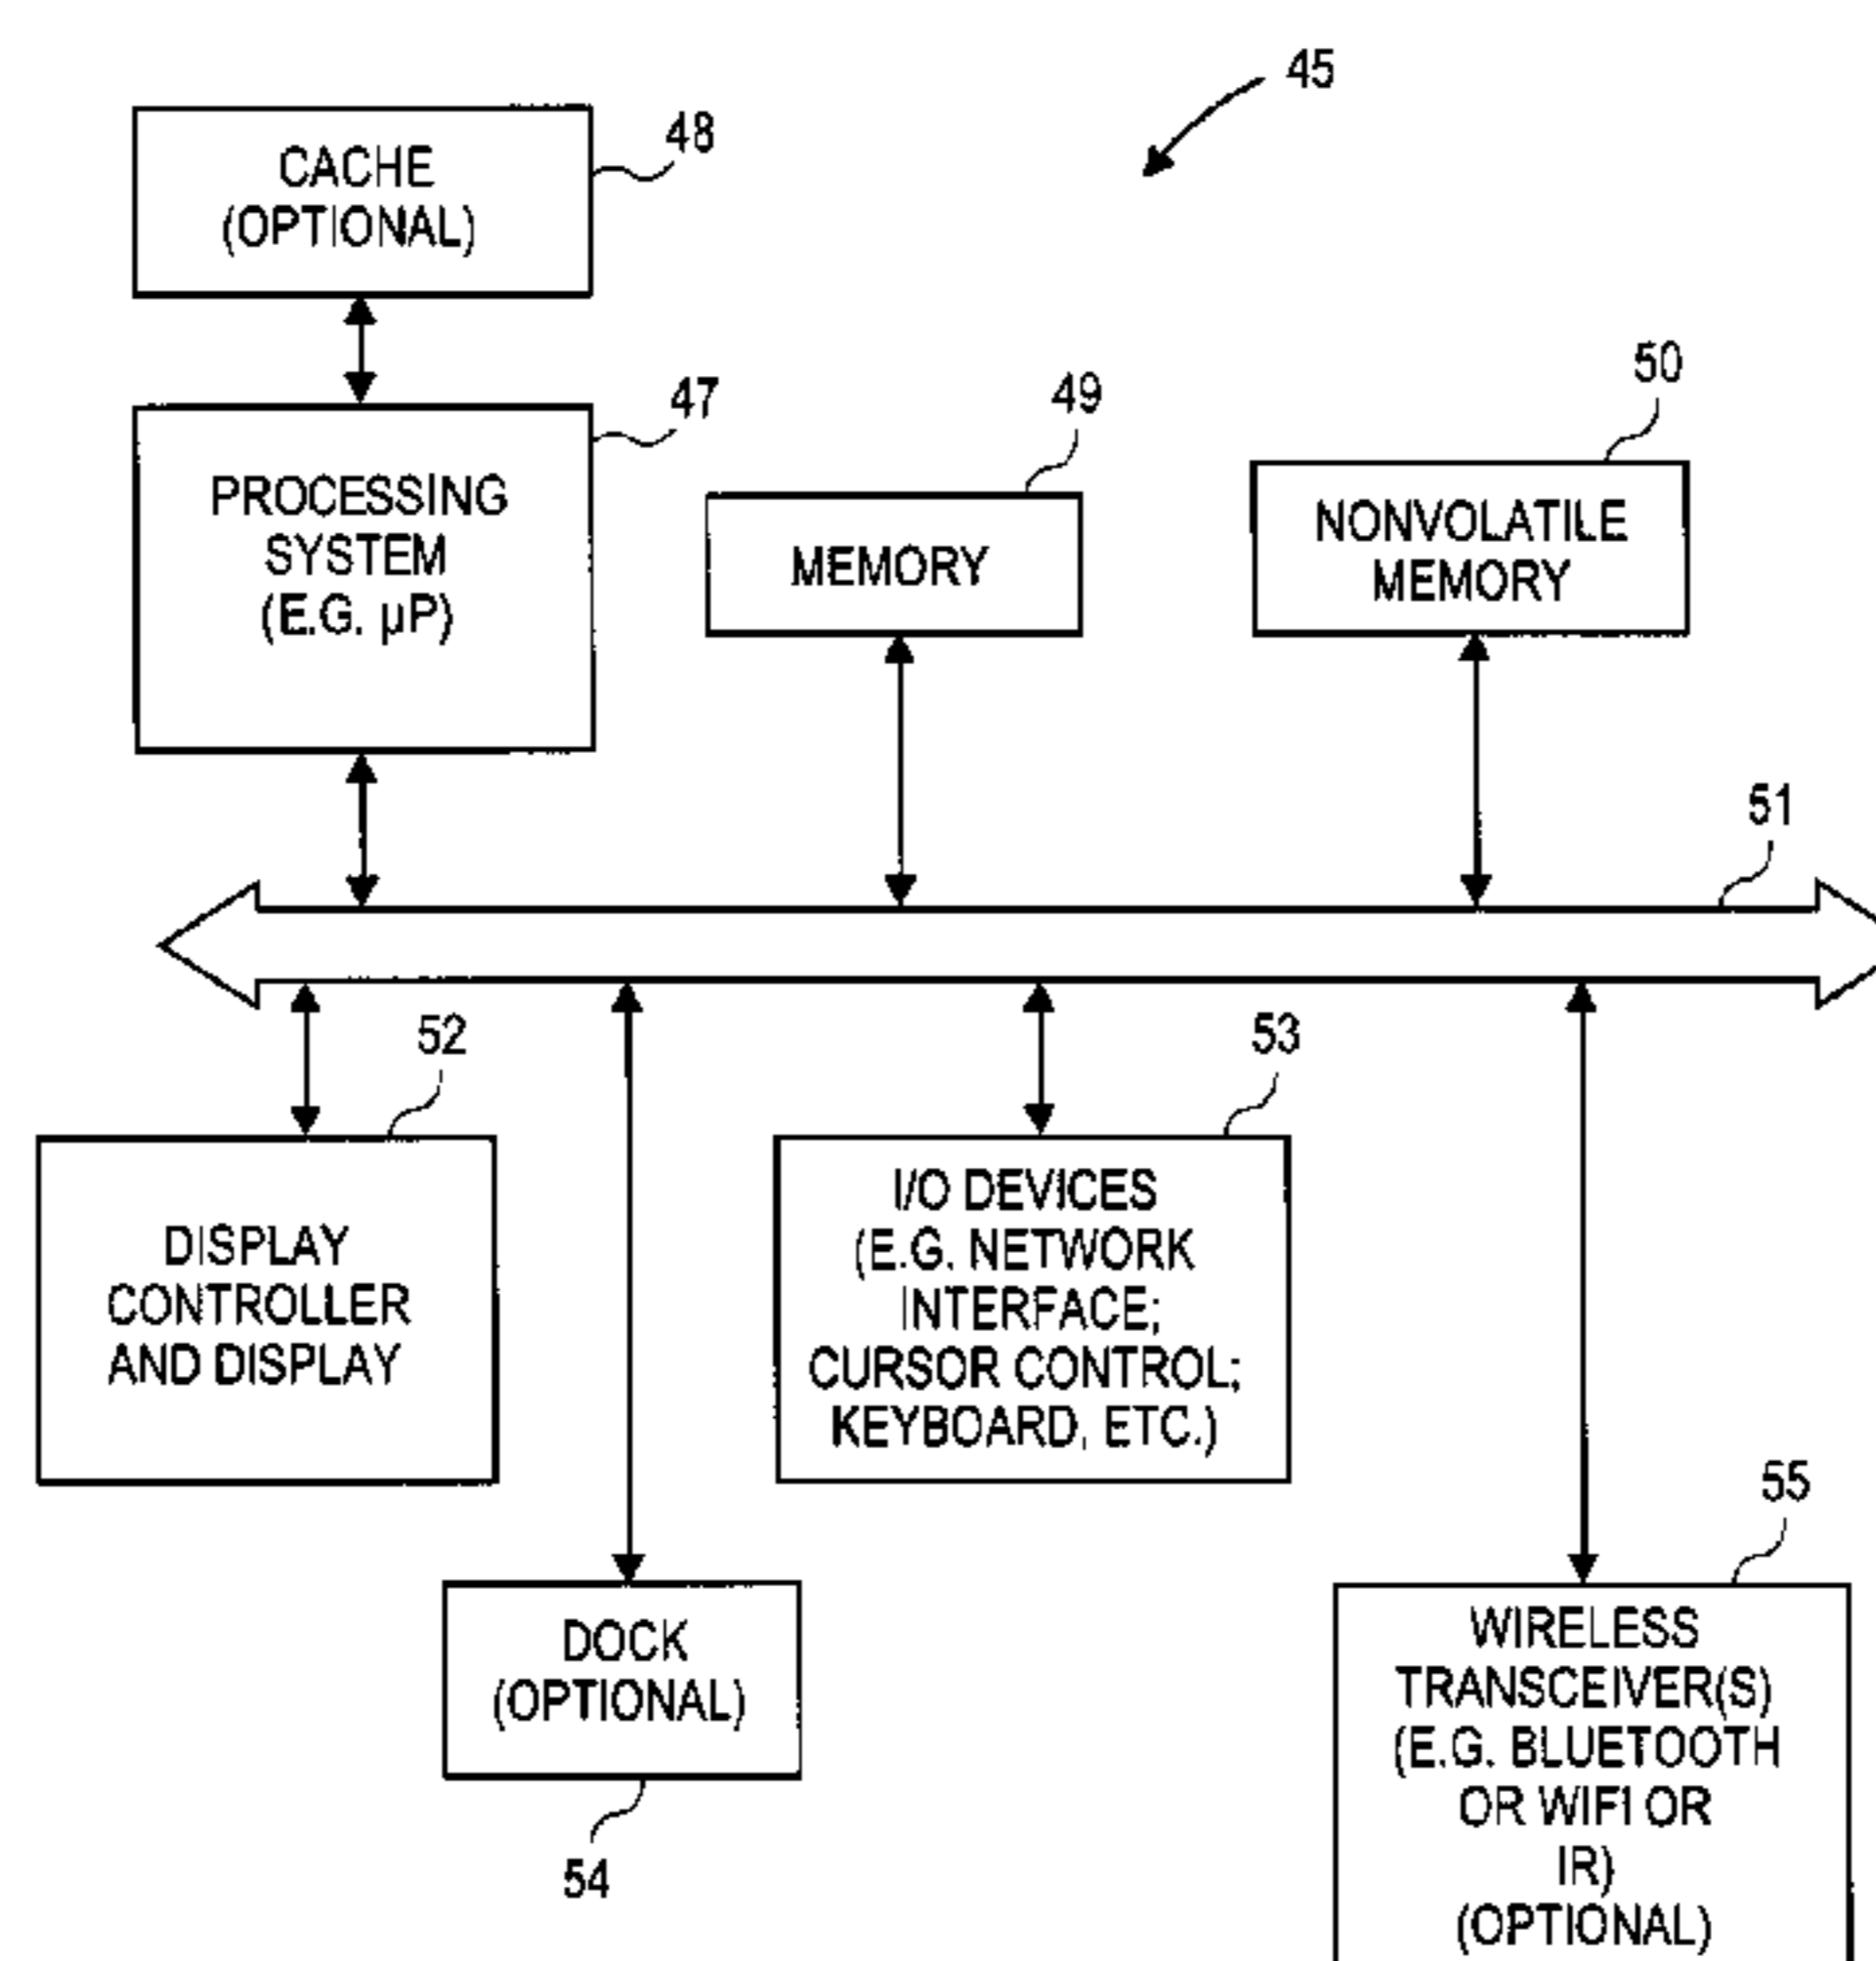 45
48
CACHE
(OPTIONAL)
47
PROCESSING
SYSTEM
(E.G. µP)
49
MEMORY
50
NONVOLATILE
MEMORY
51
52
DISPLAY
CONTROLLER
AND DISPLAY
53
I/O DEVICES
(E.G. NETWORK
INTERFACE;
CURSOR CONTROL;
KEYBOARD, ETC.)
DOCK
(OPTIONAL)
54
55
WIRELESS
TRANSCEIVER(S)
(E.G. BLUETOOTH
OR WIFI OR
IR)
(OPTIONAL)